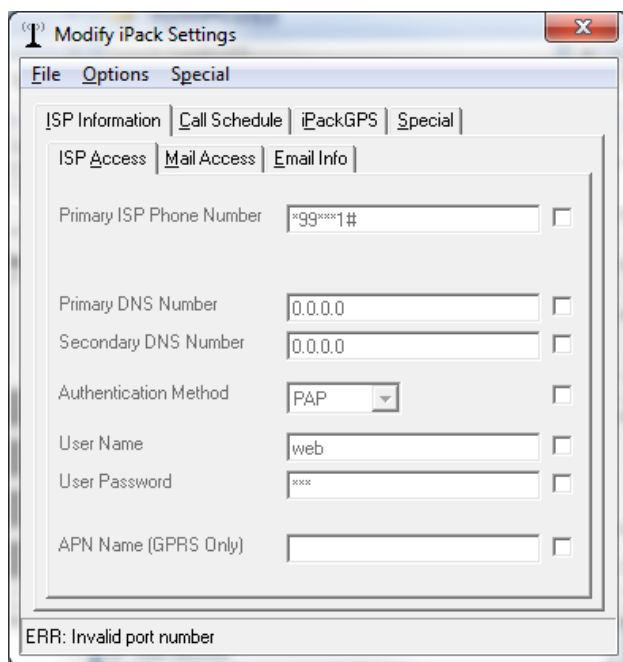 ((ᴏ)) Modify iPack Settings
File Options Special
ISP Information Call Schedule iPackGPS Special
ISP Access Mail Access Email Info
Primary ISP Phone Number *99***1#
Primary DNS Number 0.0.0.0
Secondary DNS Number 0.0.0.0
Authentication Method PAP
User Name web
User Password ***
APN Name (GPRS Only)
ERR: Invalid port number